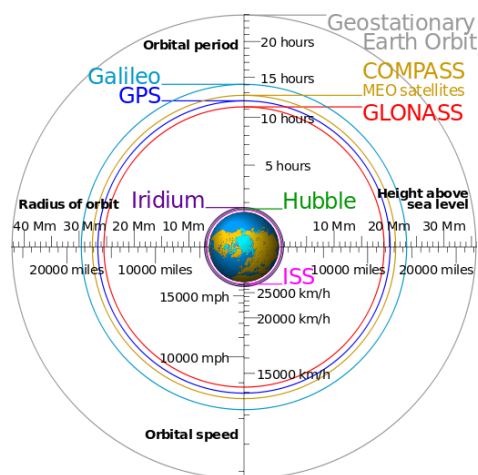 Geostationary
Earth Orbit
Orbital period
20 hours
Galileo
15 hours
COMPASS
GPS
MEO satellites
GLONASS
10 hours
5 hours
Iridium
Hubble
Radius of orbit
Height above
sea level
40 Mm 30 Mm 20 Mm 10 Mm
10 Mm 20 Mm 30 Mm
20000 miles 10000 miles
10000 miles 20000 miles
ISS
25000 km/h
15000 mph
20000 km/h
10000 mph
15000 km/h
Orbital speed